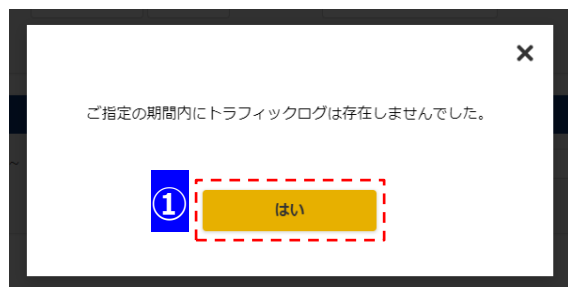 ×
ご指定の期間内にトラフィックログは存在しませんでした。
① はい